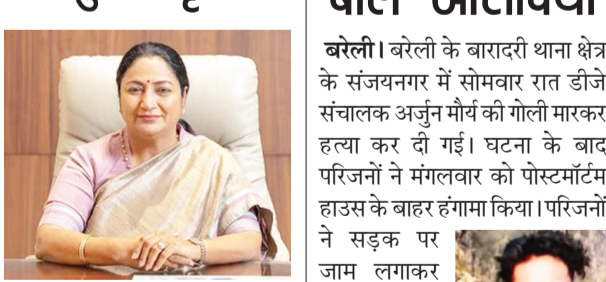 बरेली। बरेली के बारादरी थाना क्षेत्र
के संजयनगर में सोमवार रात डीजे
संचालक अर्जुन मौर्य की गोली मारकर
हत्या कर दी गई। घटना के बाद
परिजनों ने मंगलवार को पोस्टमॉर्टम
हाउस के बाहर हंगामा किया। परिजनों
ने सड़क पर
जाम लगाकर